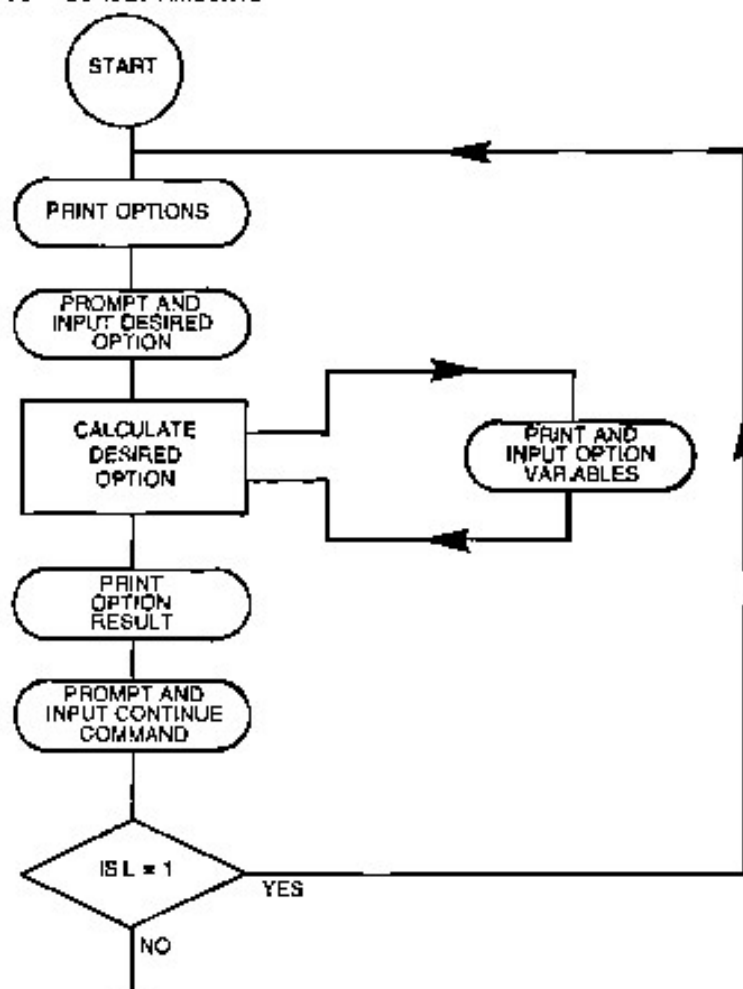 START
PRINT OPTIONS
PROMPT AND
INPUT DESIRED
OPTION
CALCULATE
DESIRED
OPTION
PRINT AND
INPUT OPTION
VARIABLES
PRINT
OPTION
RESULT
PROMPT AND
INPUT CONTINUE
COMMAND
IS L = 1
YES
NO